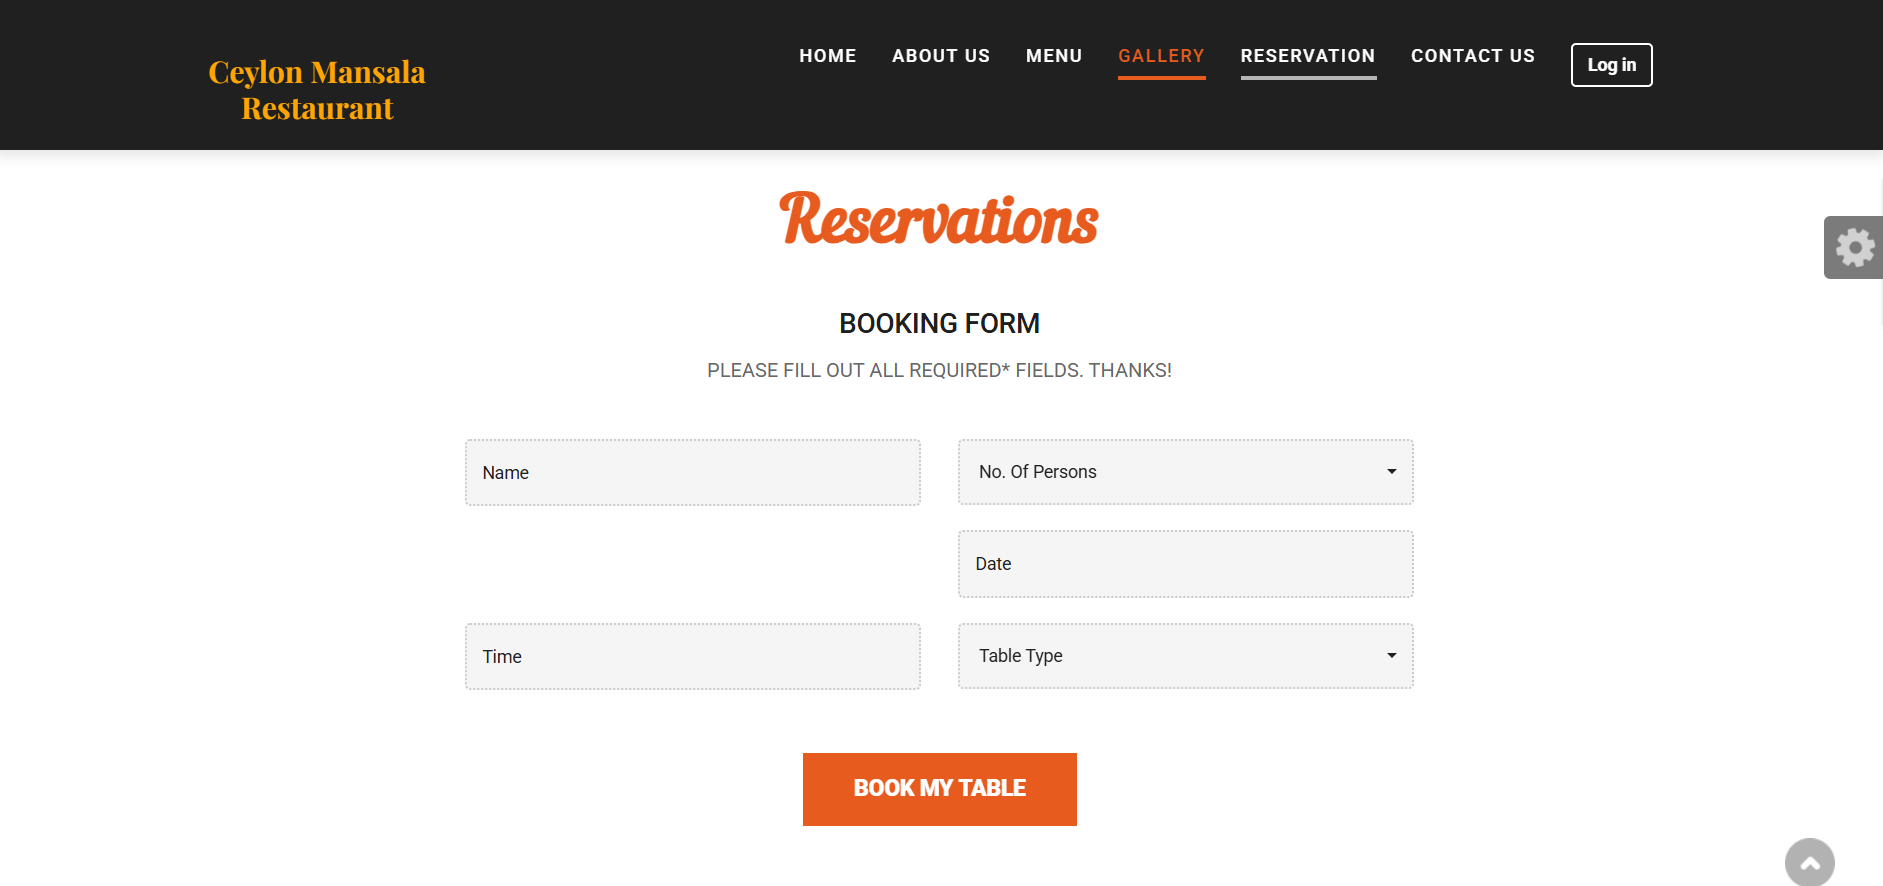 Ceylon Mansala
Restaurant
HOME ABOUT US MENU GALLERY RESERVATION CONTACT US Log in
Reservations
BOOKING FORM
PLEASE FILL OUT ALL REQUIRED* FIELDS. THANKS!
Name No. Of Persons
Date
Time Table Type
BOOK MY TABLE